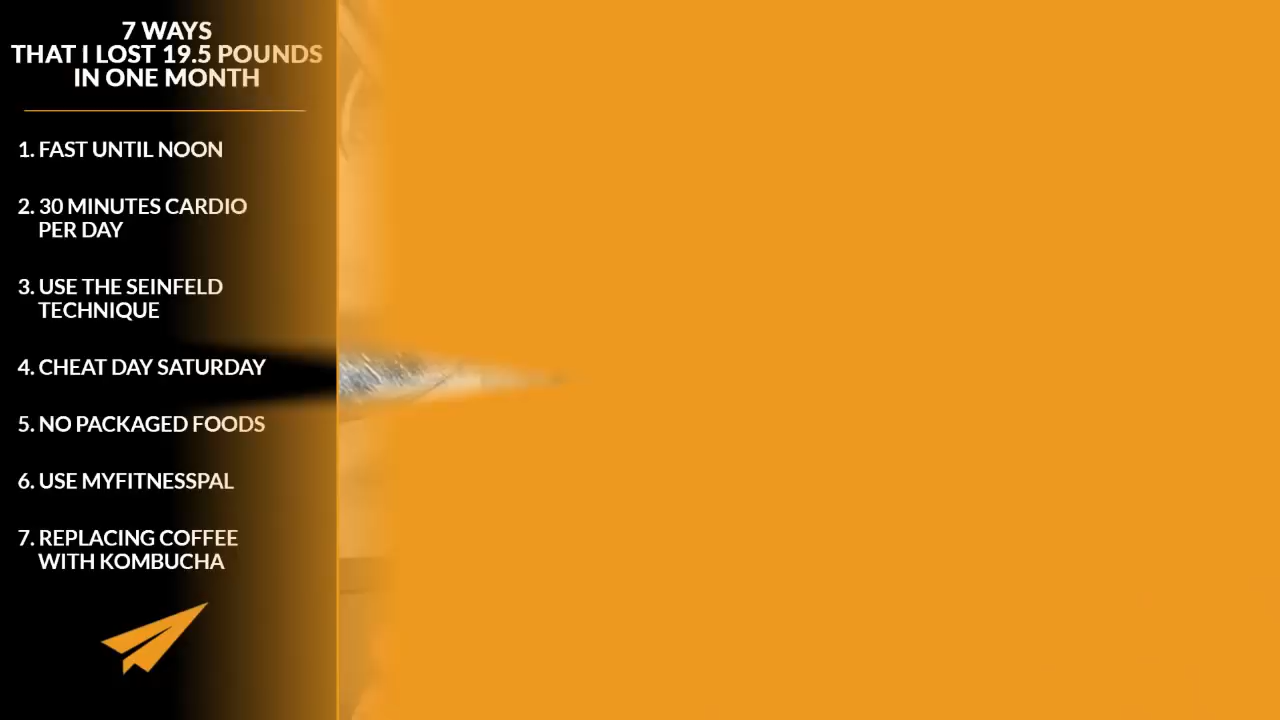 7 WAYS
THAT I LOST 19.5 POUNDS
IN ONE MONTH
1. FAST UNTIL NOON
2. 30 MINUTES CARDIO
PER DAY
3. USE THE SEINFELD
TECHNIQUE
4. CHEAT DAY SATURDAY
5. NO PACKAGED FOODS
6. USE MYFITNESSPAL
7. REPLACING COFFEE
WITH KOMBUCHA